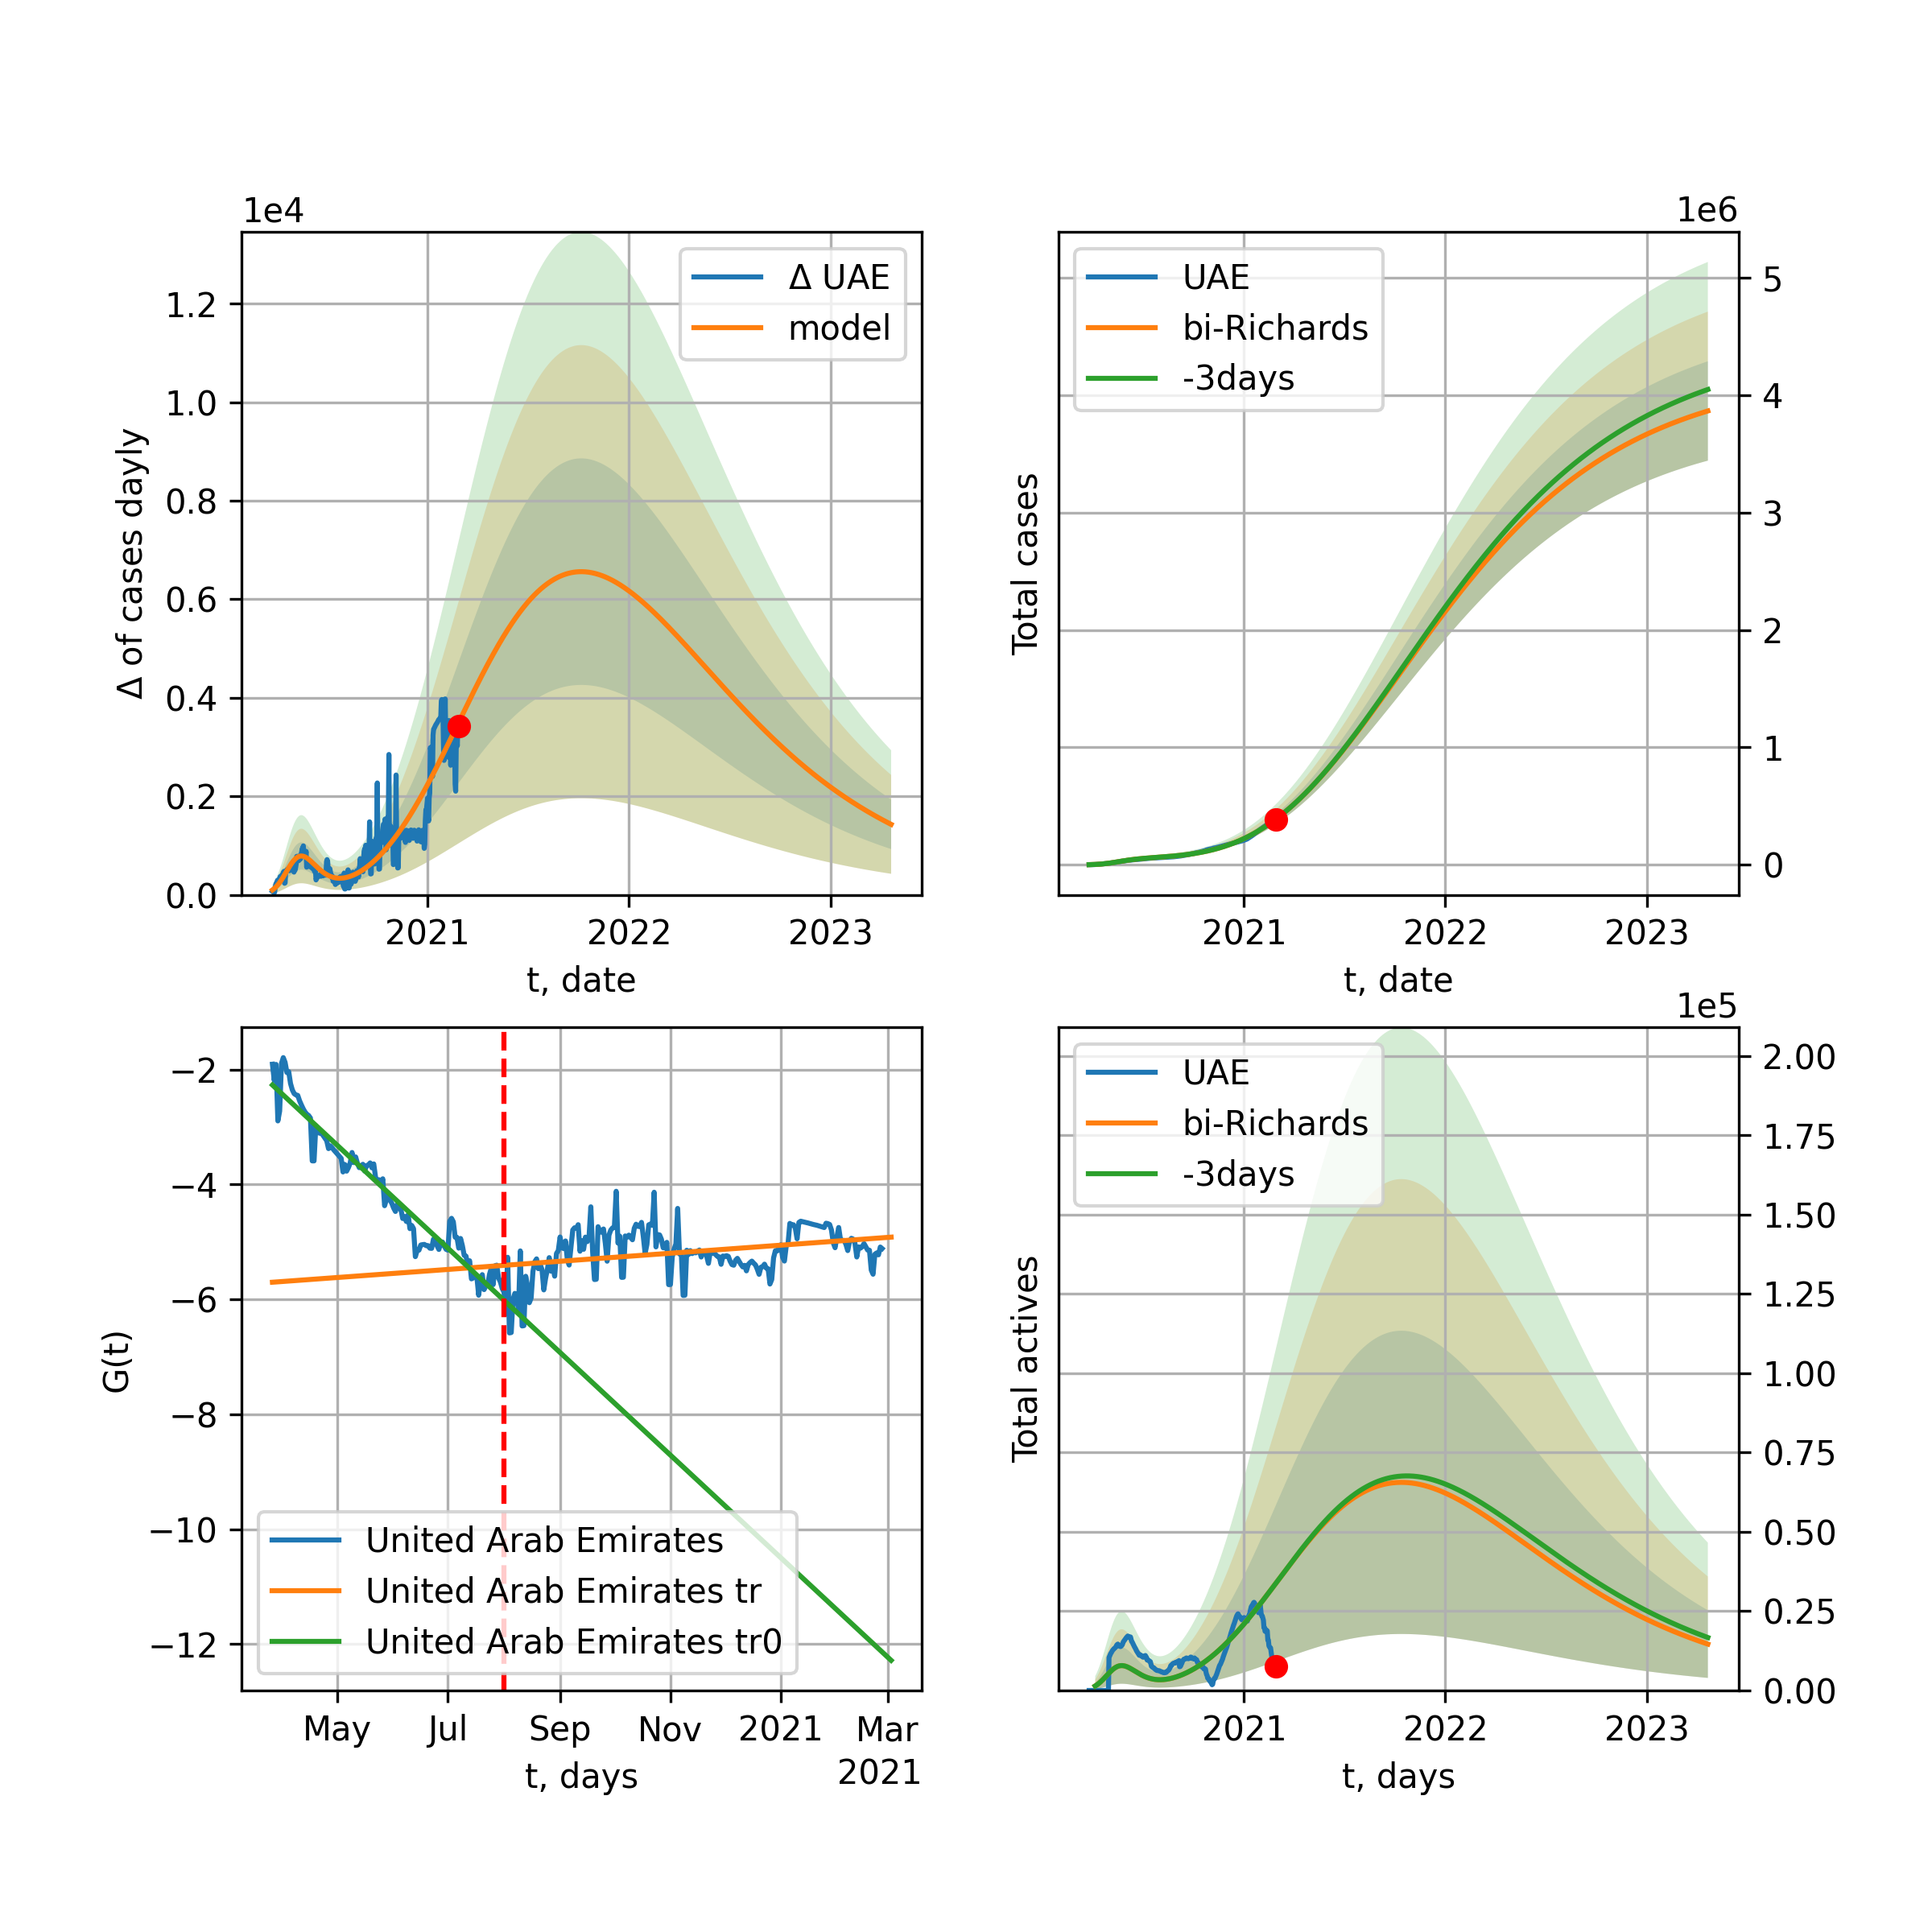 1e4
Δ UAE
model
1.2
1.0
0.8
0.6
0.4
0.2
0.0
Δ of cases dayly
2021 2022 2023
t, date
1e6
UAE
bi-Richards
-3days
5
4
3
2
1
0
Total cases
2021 2022 2023
t, date
−2
−4
−6
−8
−10
−12
G(t)
United Arab Emirates
United Arab Emirates tr
United Arab Emirates tr0
May Jul Sep Nov 2021 Mar
2021
t, days
1e5
UAE
bi-Richards
-3days
2.00
1.75
1.50
1.25
1.00
0.75
0.50
0.25
0.00
Total actives
2021 2022 2023
t, days